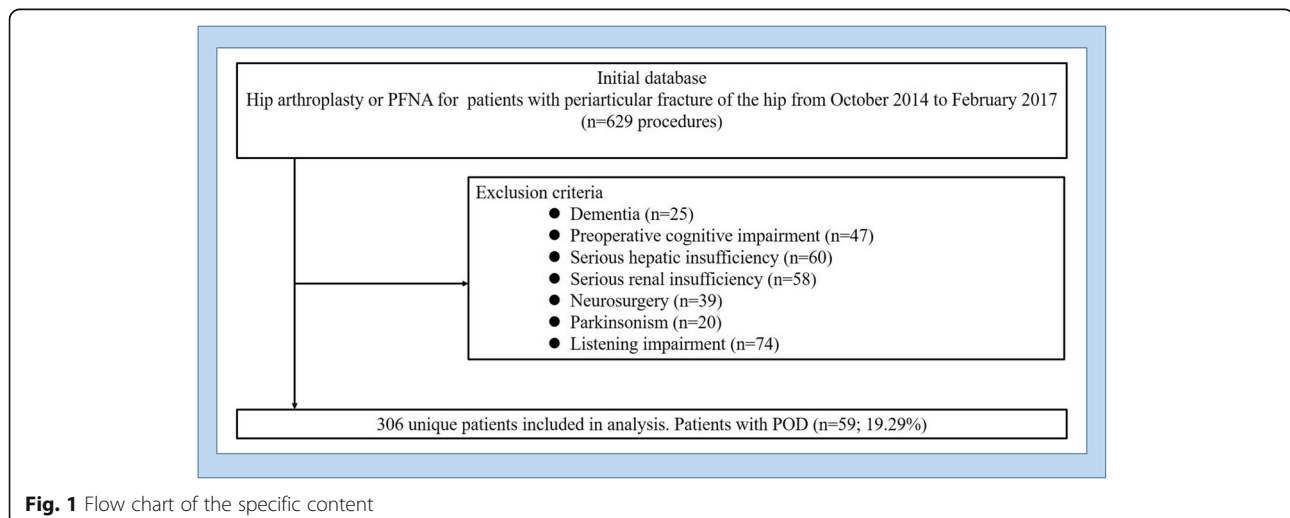 Initial database
Hip arthroplasty or PFNA for patients with periarticular fracture of the hip from October 2014 to February 2017
(n=629 procedures)
Exclusion criteria
● Dementia (n=25)
● Preoperative cognitive impairment (n=47)
● Serious hepatic insufficiency (n=60)
● Serious renal insufficiency (n=58)
● Neurosurgery (n=39)
● Parkinsonism (n=20)
● Listening impairment (n=74)
306 unique patients included in analysis. Patients with POD (n=59; 19.29%)
Fig. 1 Flow chart of the specific content